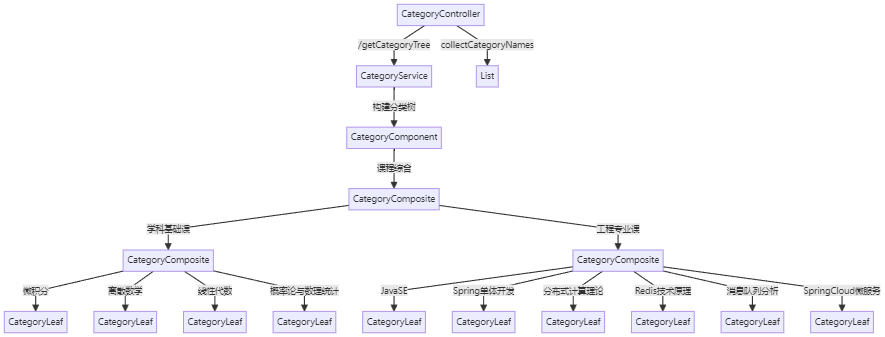 CategoryController
/getCategoryTree
collectCategoryNames
CategoryService
List
构建分类树
CategoryComponent
课程综合
CategoryComposite
学科基础课
工程专业课
CategoryComposite
CategoryComposite
微积分
离散数学
线性代数
概率论与数理统计
JavaSE
Spring单体开发
分布式计算理论
Redis技术原理
消息队列分析
SpringCloud微服务
CategoryLeaf
CategoryLeaf
CategoryLeaf
CategoryLeaf
CategoryLeaf
CategoryLeaf
CategoryLeaf
CategoryLeaf
CategoryLeaf
CategoryLeaf